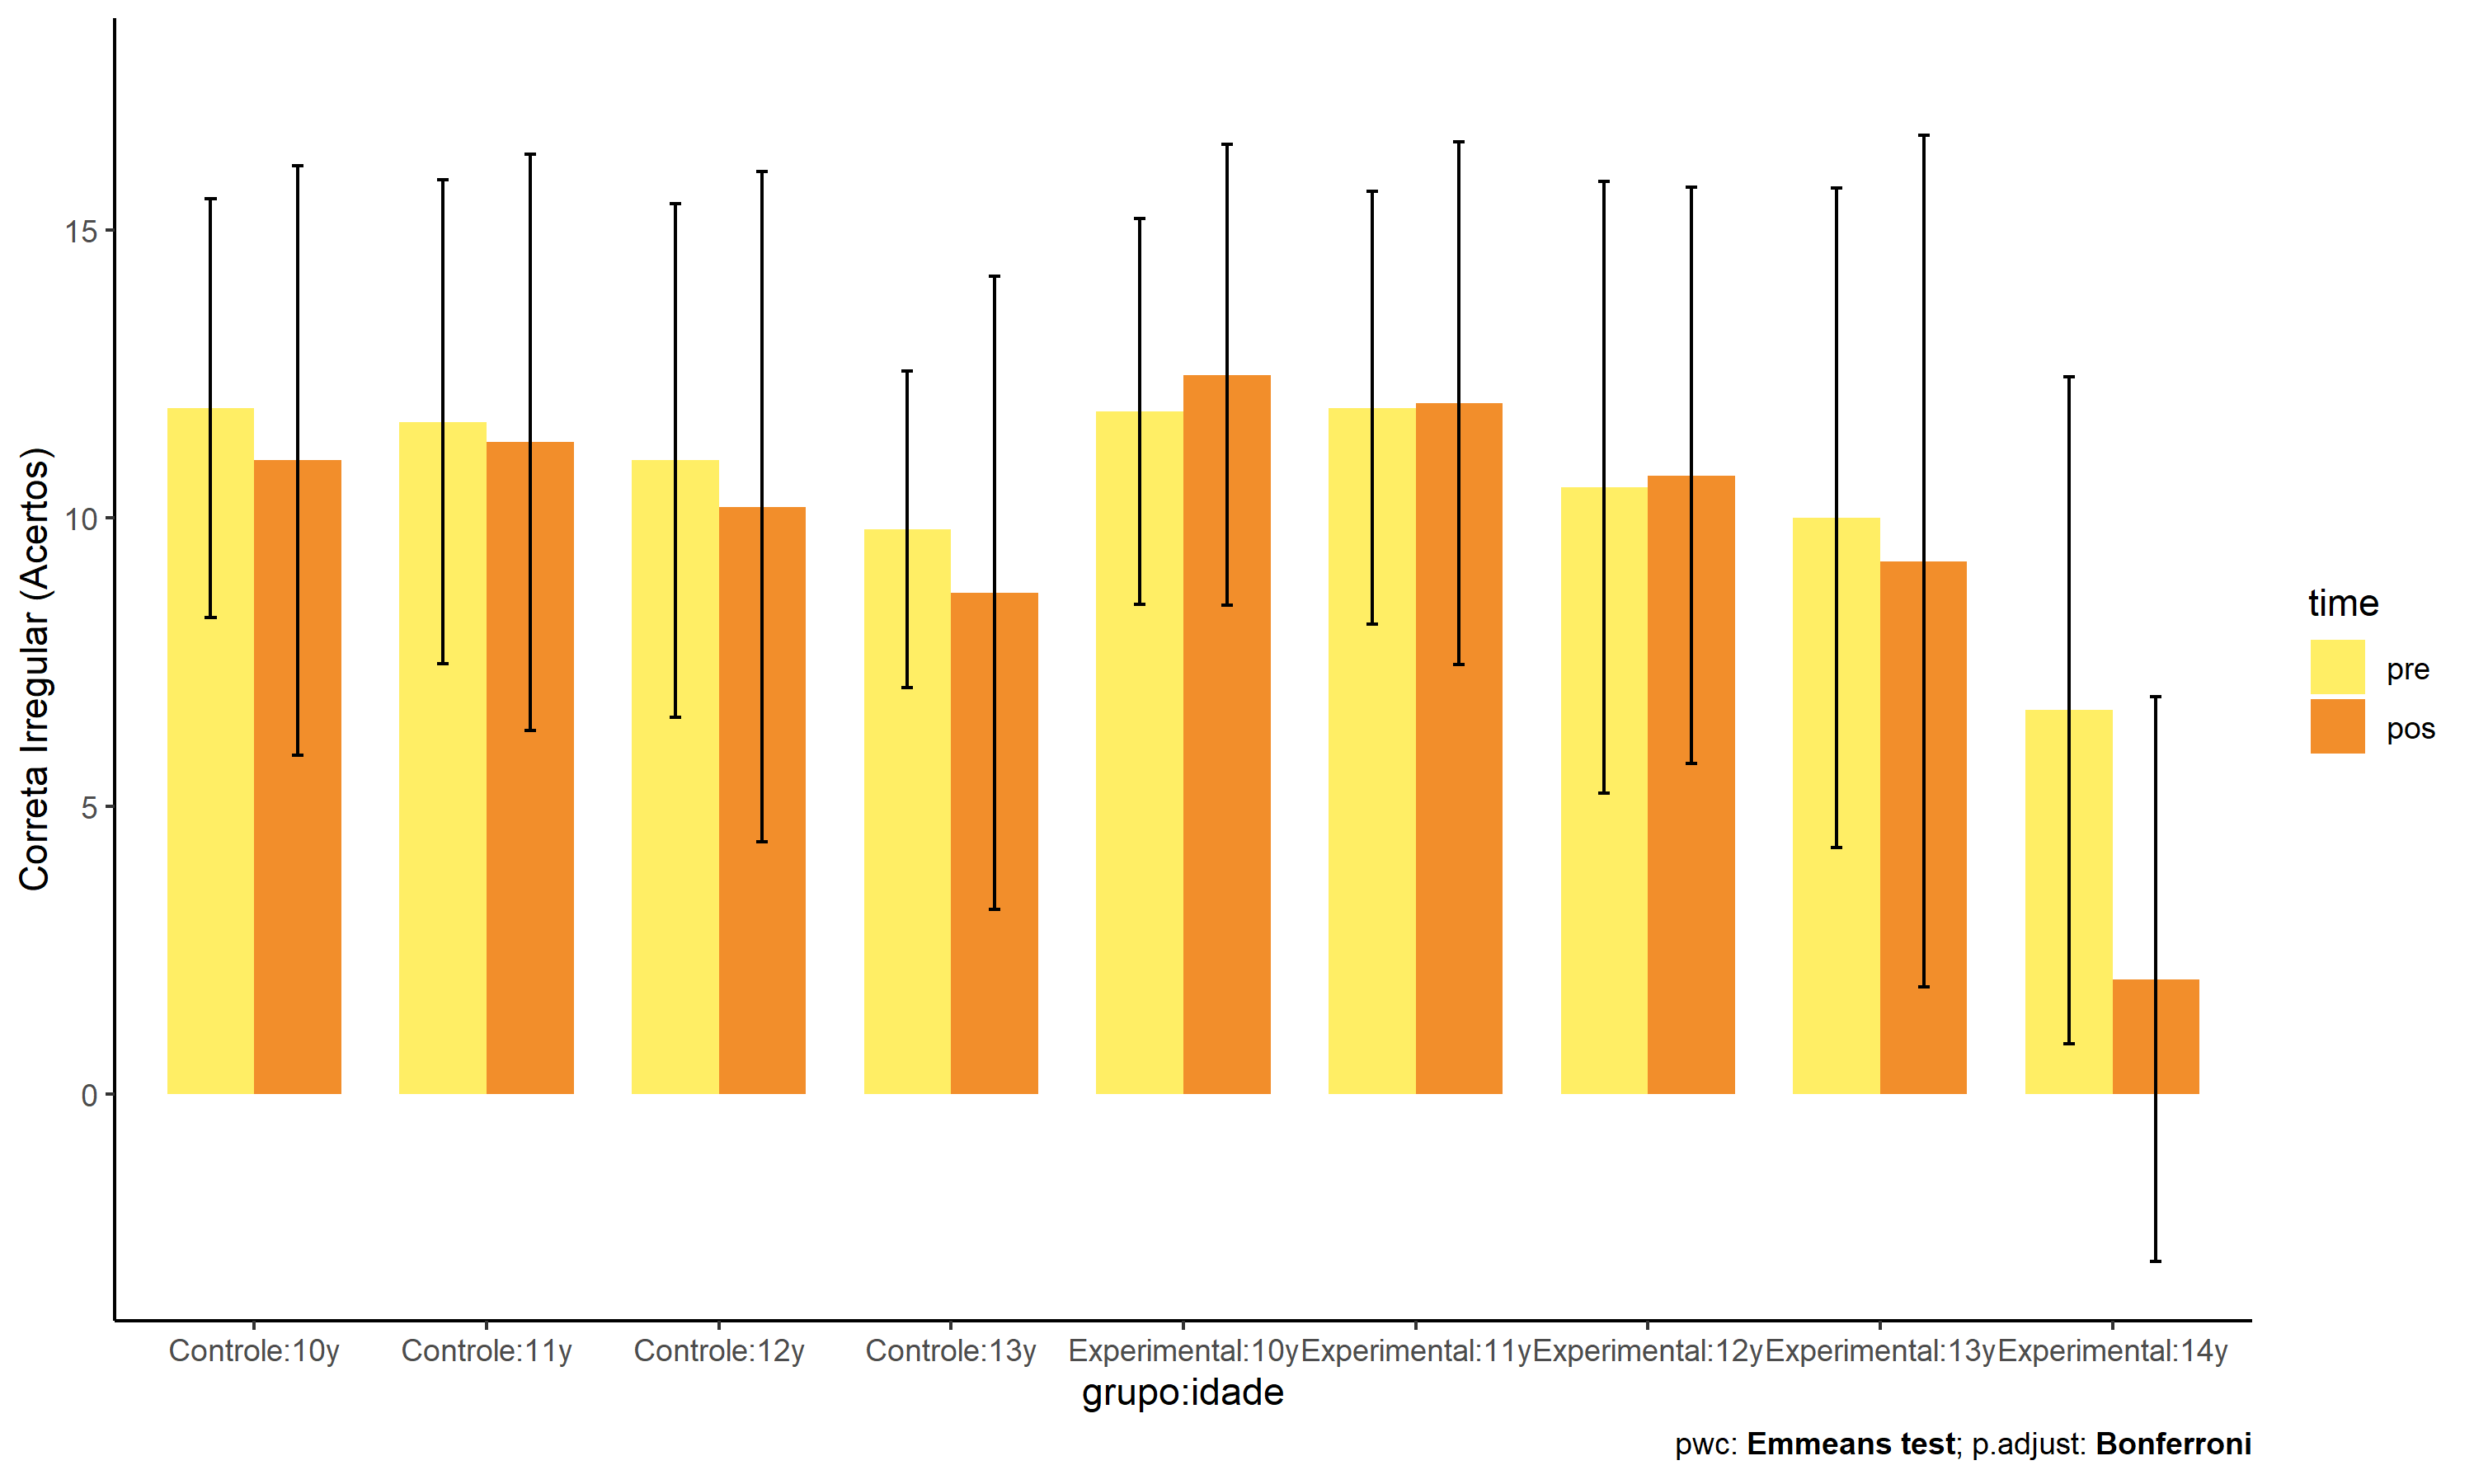 Correta Irregular (Acertos)
15
10
5
0
Controle:10y
Controle:11y
Controle:12y
Controle:13y
Experimental:10y
Experimental:11y
Experimental:12y
Experimental:13y
Experimental:14y
grupo:idade
time
pre
pos
pwc: Emmeans test; p.adjust: Bonferroni